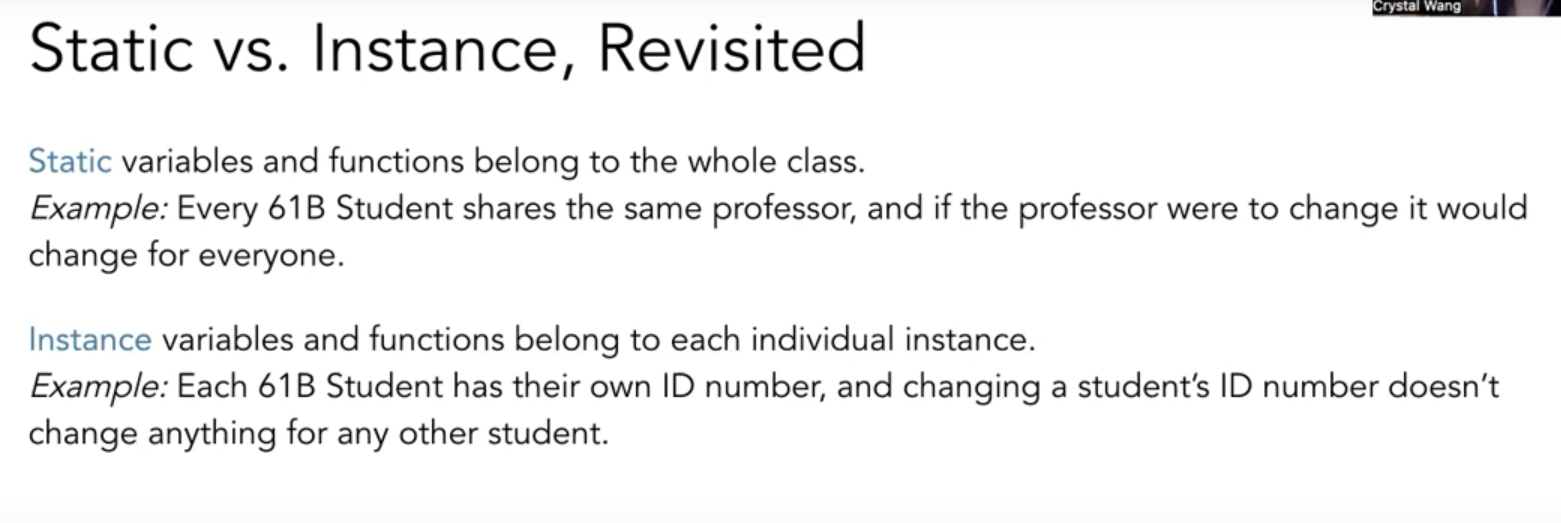 Crystal Wang
Static vs. Instance, Revisited
Static variables and functions belong to the whole class.
Example: Every 61B Student shares the same professor, and if the professor were to change it would
change for everyone.
Instance variables and functions belong to each individual instance.
Example: Each 61B Student has their own ID number, and changing a student’s ID number doesn’t
change anything for any other student.